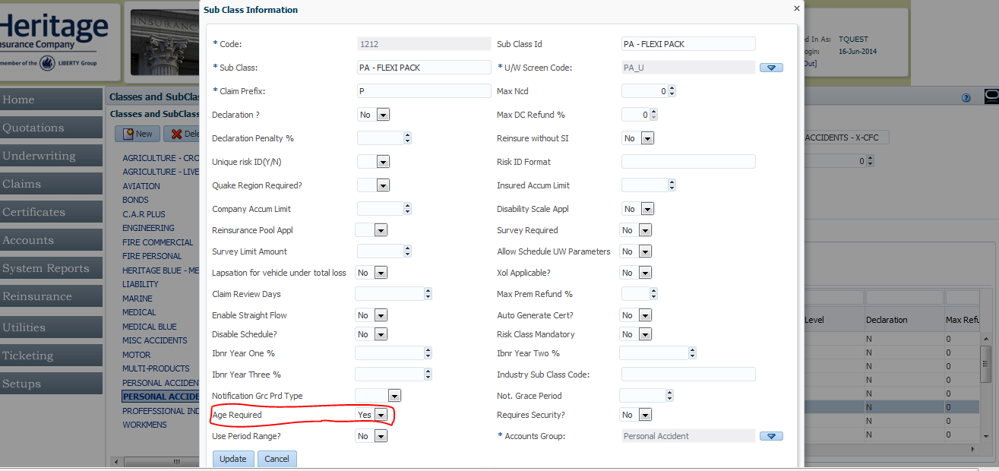 Sub Class Information
Heritage
Insurance Company
member of the LIBERTY Group
INSURANCE
d In As: TQUEST
ogin: 16-Jun-2014
Out]
Home
Quotations
Underwriting
Claims
Certificates
Accounts
System Reports
Reinsurance
Utilities
Ticketing
Setups
Classes and SubCla
Classes and SubClass
New Dele
AGRICULTURE - CRO
AGRICULTURE - LIVE
AVIATION
BONDS
C.A.R PLUS
ENGINEERING
FIRE COMMERCIAL
FIRE PERSONAL
HERITAGE BLUE - ME
LIABILITY
MARINE
MEDICAL
MEDICAL BLUE
MISC ACCIDENTS
MOTOR
MULTI-PRODUCTS
PERSONAL ACCIDEN
PERSONAL ACCIDE
PROFEFSSIONAL IND
WORKMENS
* Code: 1212 Sub Class Id PA - FLEXI PACK
* Sub Class: PA - FLEXI PACK * U/W Screen Code: PA_U
* Claim Prefix: P Max Ncd 0
Declaration ? No Max DC Refund % 0
Declaration Penalty % Reinsure without SI No
Unique risk ID(Y/N) Risk ID Format
Quake Region Required? Insured Accum Limit
Company Accum Limit Disability Scale Appl No
Reinsurance Pool Appl Survey Required No
Survey Limit Amount Allow Schedule UW Parameters No
Lapsation for vehicle under total loss No Xol Applicable? No
Claim Review Days Max Prem Refund %
Enable Straight Flow No Auto Generate Cert? No
Disable Schedule? No Risk Class Mandatory No
Ibnr Year One % Ibnr Year Two %
Ibnr Year Three % Industry Sub Class Code:
Notification Grc Prd Type Not. Grace Period
Age Required Yes Requires Security? No
Use Period Range? No * Accounts Group: Personal Accident
Update Cancel
ACCIDENTS - X-CFC
0
Level Declaration Max Refu
N 0
N 0
N 0
N 0
N 0
N 0
N 0
N 0